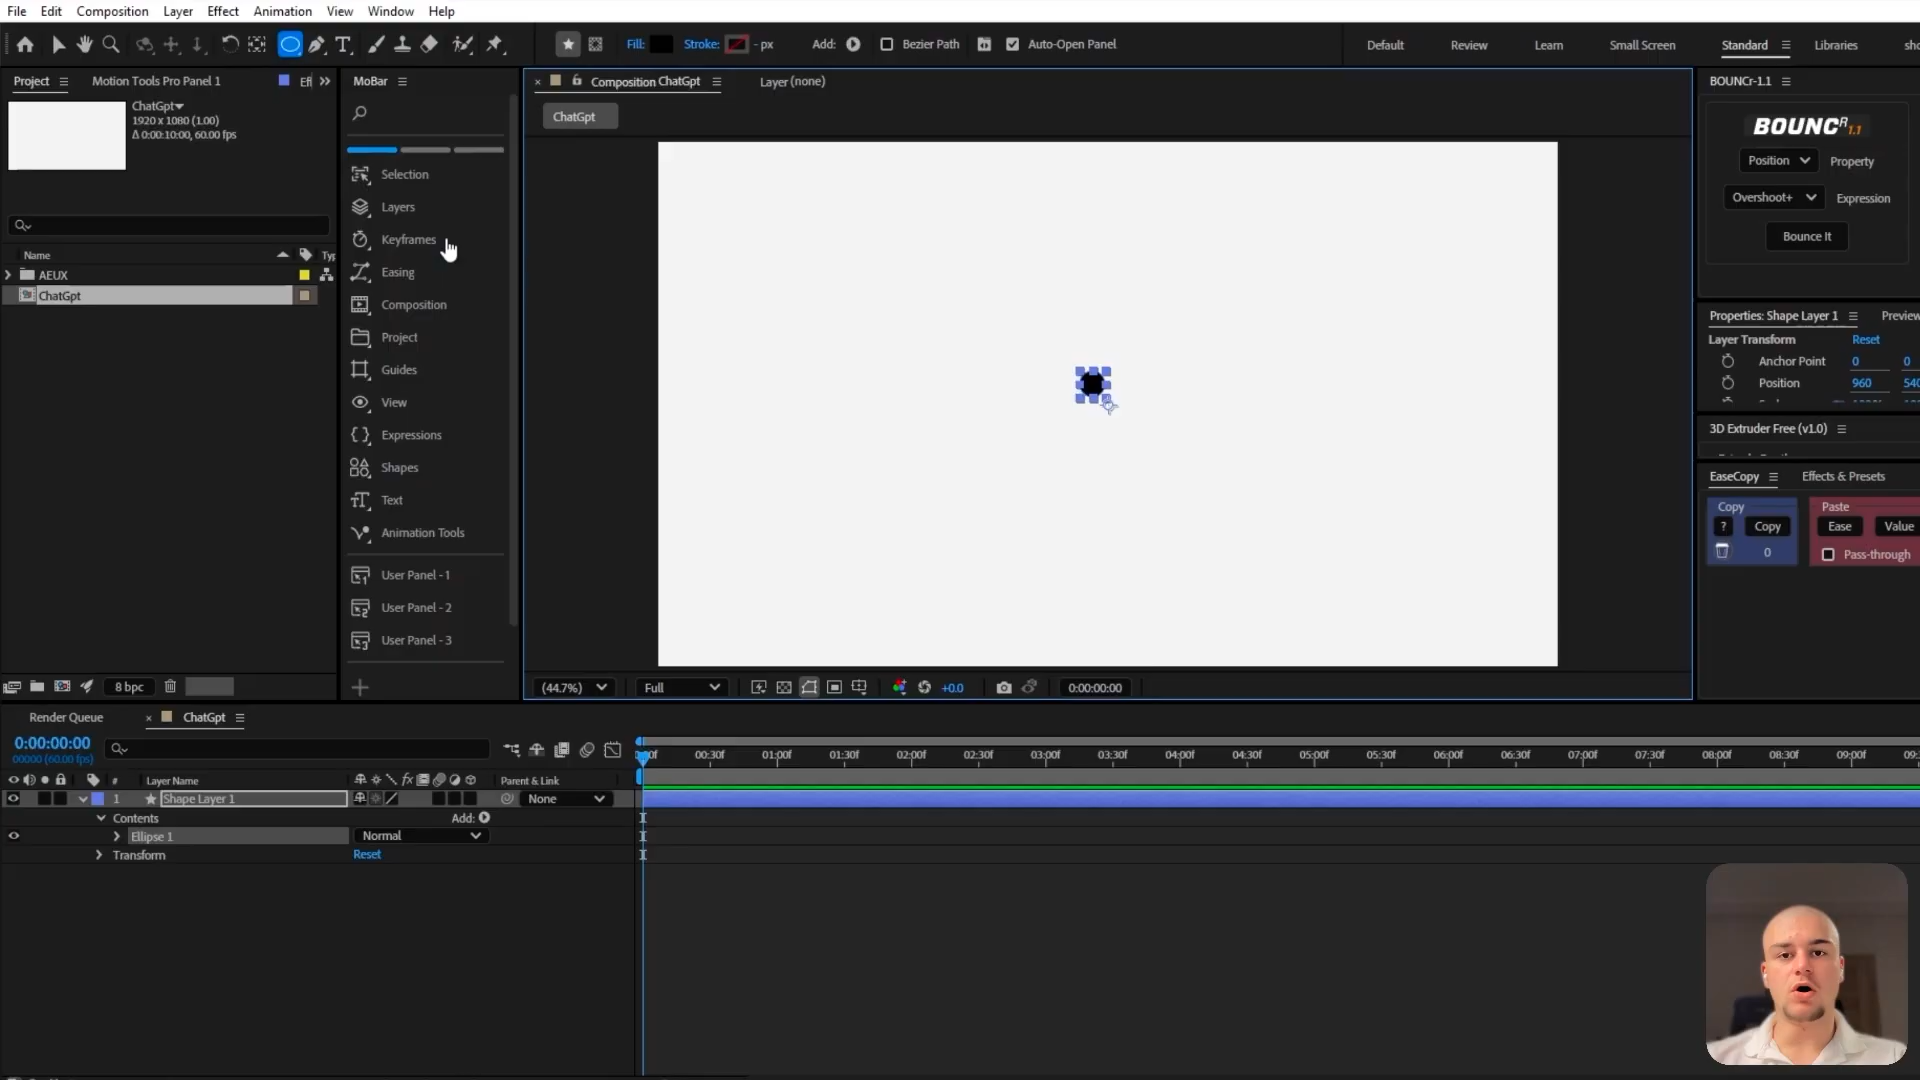 File Edit Composition Layer Effect Animation View Window Help
Fill: Stroke: - px Add: Bezier Path Auto-Open Panel
Default Review Learn Small Screen Standard Libraries
Project Motion Tools Pro Panel 1
ChatGpt
1920 x 1080 (1.00)
Δ 0:00:10:00, 60.00 fps
Name
AEUX
ChatGpt
8 bpc
MoBar
Selection
Layers
Keyframes
Easing
Composition
Project
Guides
View
Expressions
Shapes
Text
Animation Tools
User Panel - 1
User Panel - 2
User Panel - 3
Composition ChatGpt Layer (none)
ChatGpt
(44.7%) Full +0.0 0:00:00:00
BOUNCr-1.1
BOUNCR 1.1
Position Property
Overshoot+ Expression
Bounce It
Properties: Shape Layer 1 Preview
Layer Transform Reset
Anchor Point 0 0
Position 960 540
3D Extruder Free (v1.0)
EaseCopy Effects & Presets
Copy Paste
? Copy Ease Value
0 Pass-through
Render Queue ChatGpt
0:00:00:00
00000 (60.00 fps)
00:30f 01:00f 01:30f 02:00f 02:30f 03:00f 03:30f 04:00f 04:30f 05:00f 05:30f 06:00f 06:30f 07:00f 07:30f 08:00f 08:30f 09:00f
# Layer Name fx Parent & Link
1 Shape Layer 1 None
Contents Add:
Ellipse 1 Normal
Transform Reset